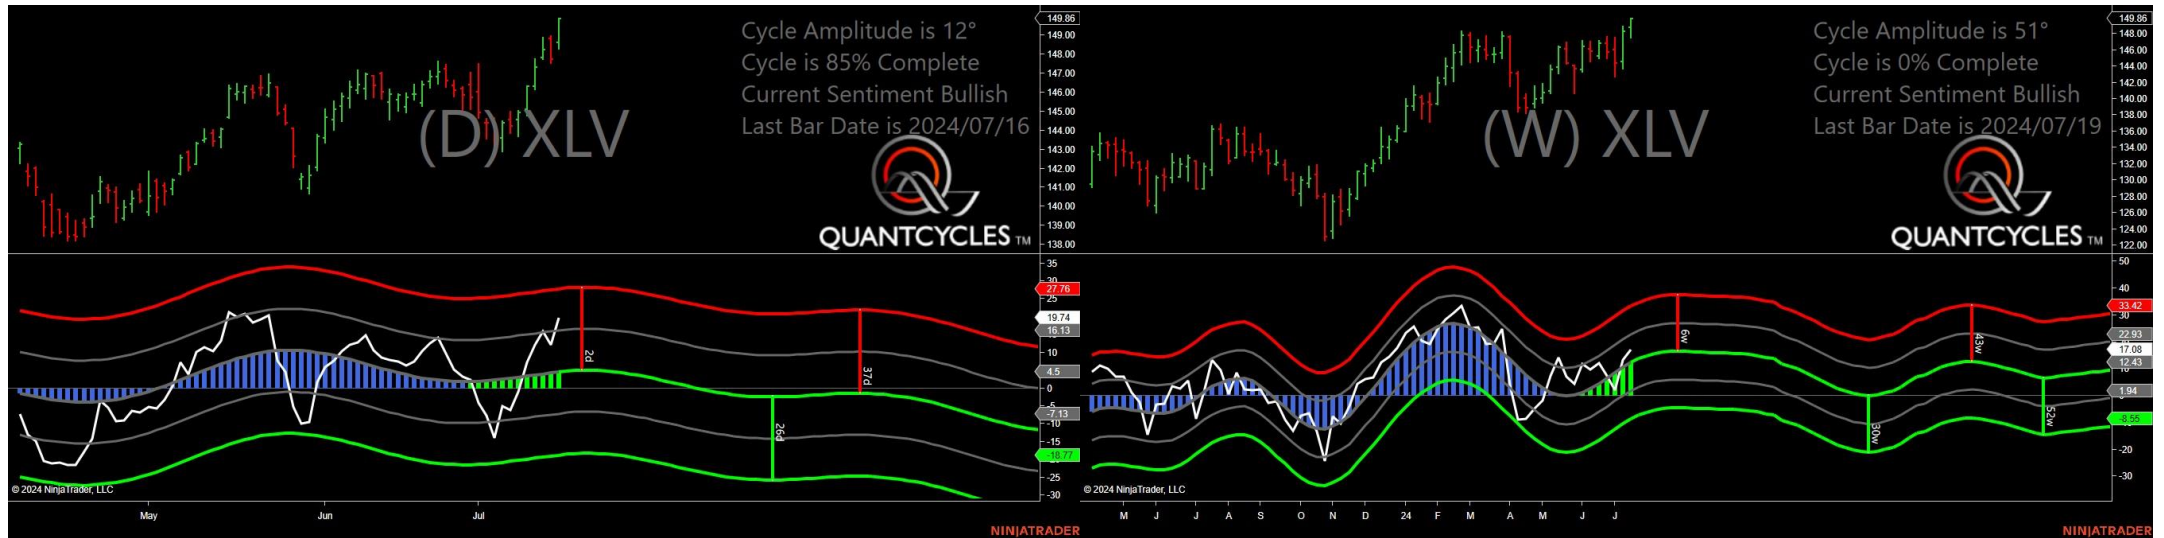 Cycle Amplitude is 12°
Cycle is 85% Complete
Current Sentiment Bullish
Last Bar Date is 2024/07/16
(D) XLV
QUANTCYCLES TM
149.86
149.00
148.00
147.00
146.00
145.00
144.00
143.00
142.00
141.00
140.00
139.00
138.00
35
30
27.76
25
19.74
16.13
10
4.5
0
-5
-7.13
-10
-15
-18.77
-25
-30
2d
26d
37d
© 2024 NinjaTrader, LLC
May
Jun
Jul
NINJATRADER
Cycle Amplitude is 51°
Cycle is 0% Complete
Current Sentiment Bullish
Last Bar Date is 2024/07/19
(W) XLV
QUANTCYCLES TM
149.86
148.00
146.00
144.00
142.00
140.00
138.00
136.00
134.00
132.00
130.00
128.00
126.00
124.00
122.00
50
40
33.42
30
22.93
17.08
12.43
1.94
-8.55
-20
-30
6w
30w
43w
52w
© 2024 NinjaTrader, LLC
M J J A S O N D 24 F M A M J J
NINJATRADER